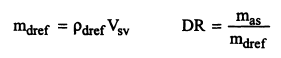 m_dref = ρ_dref V_sv    DR = m_as / m_dref